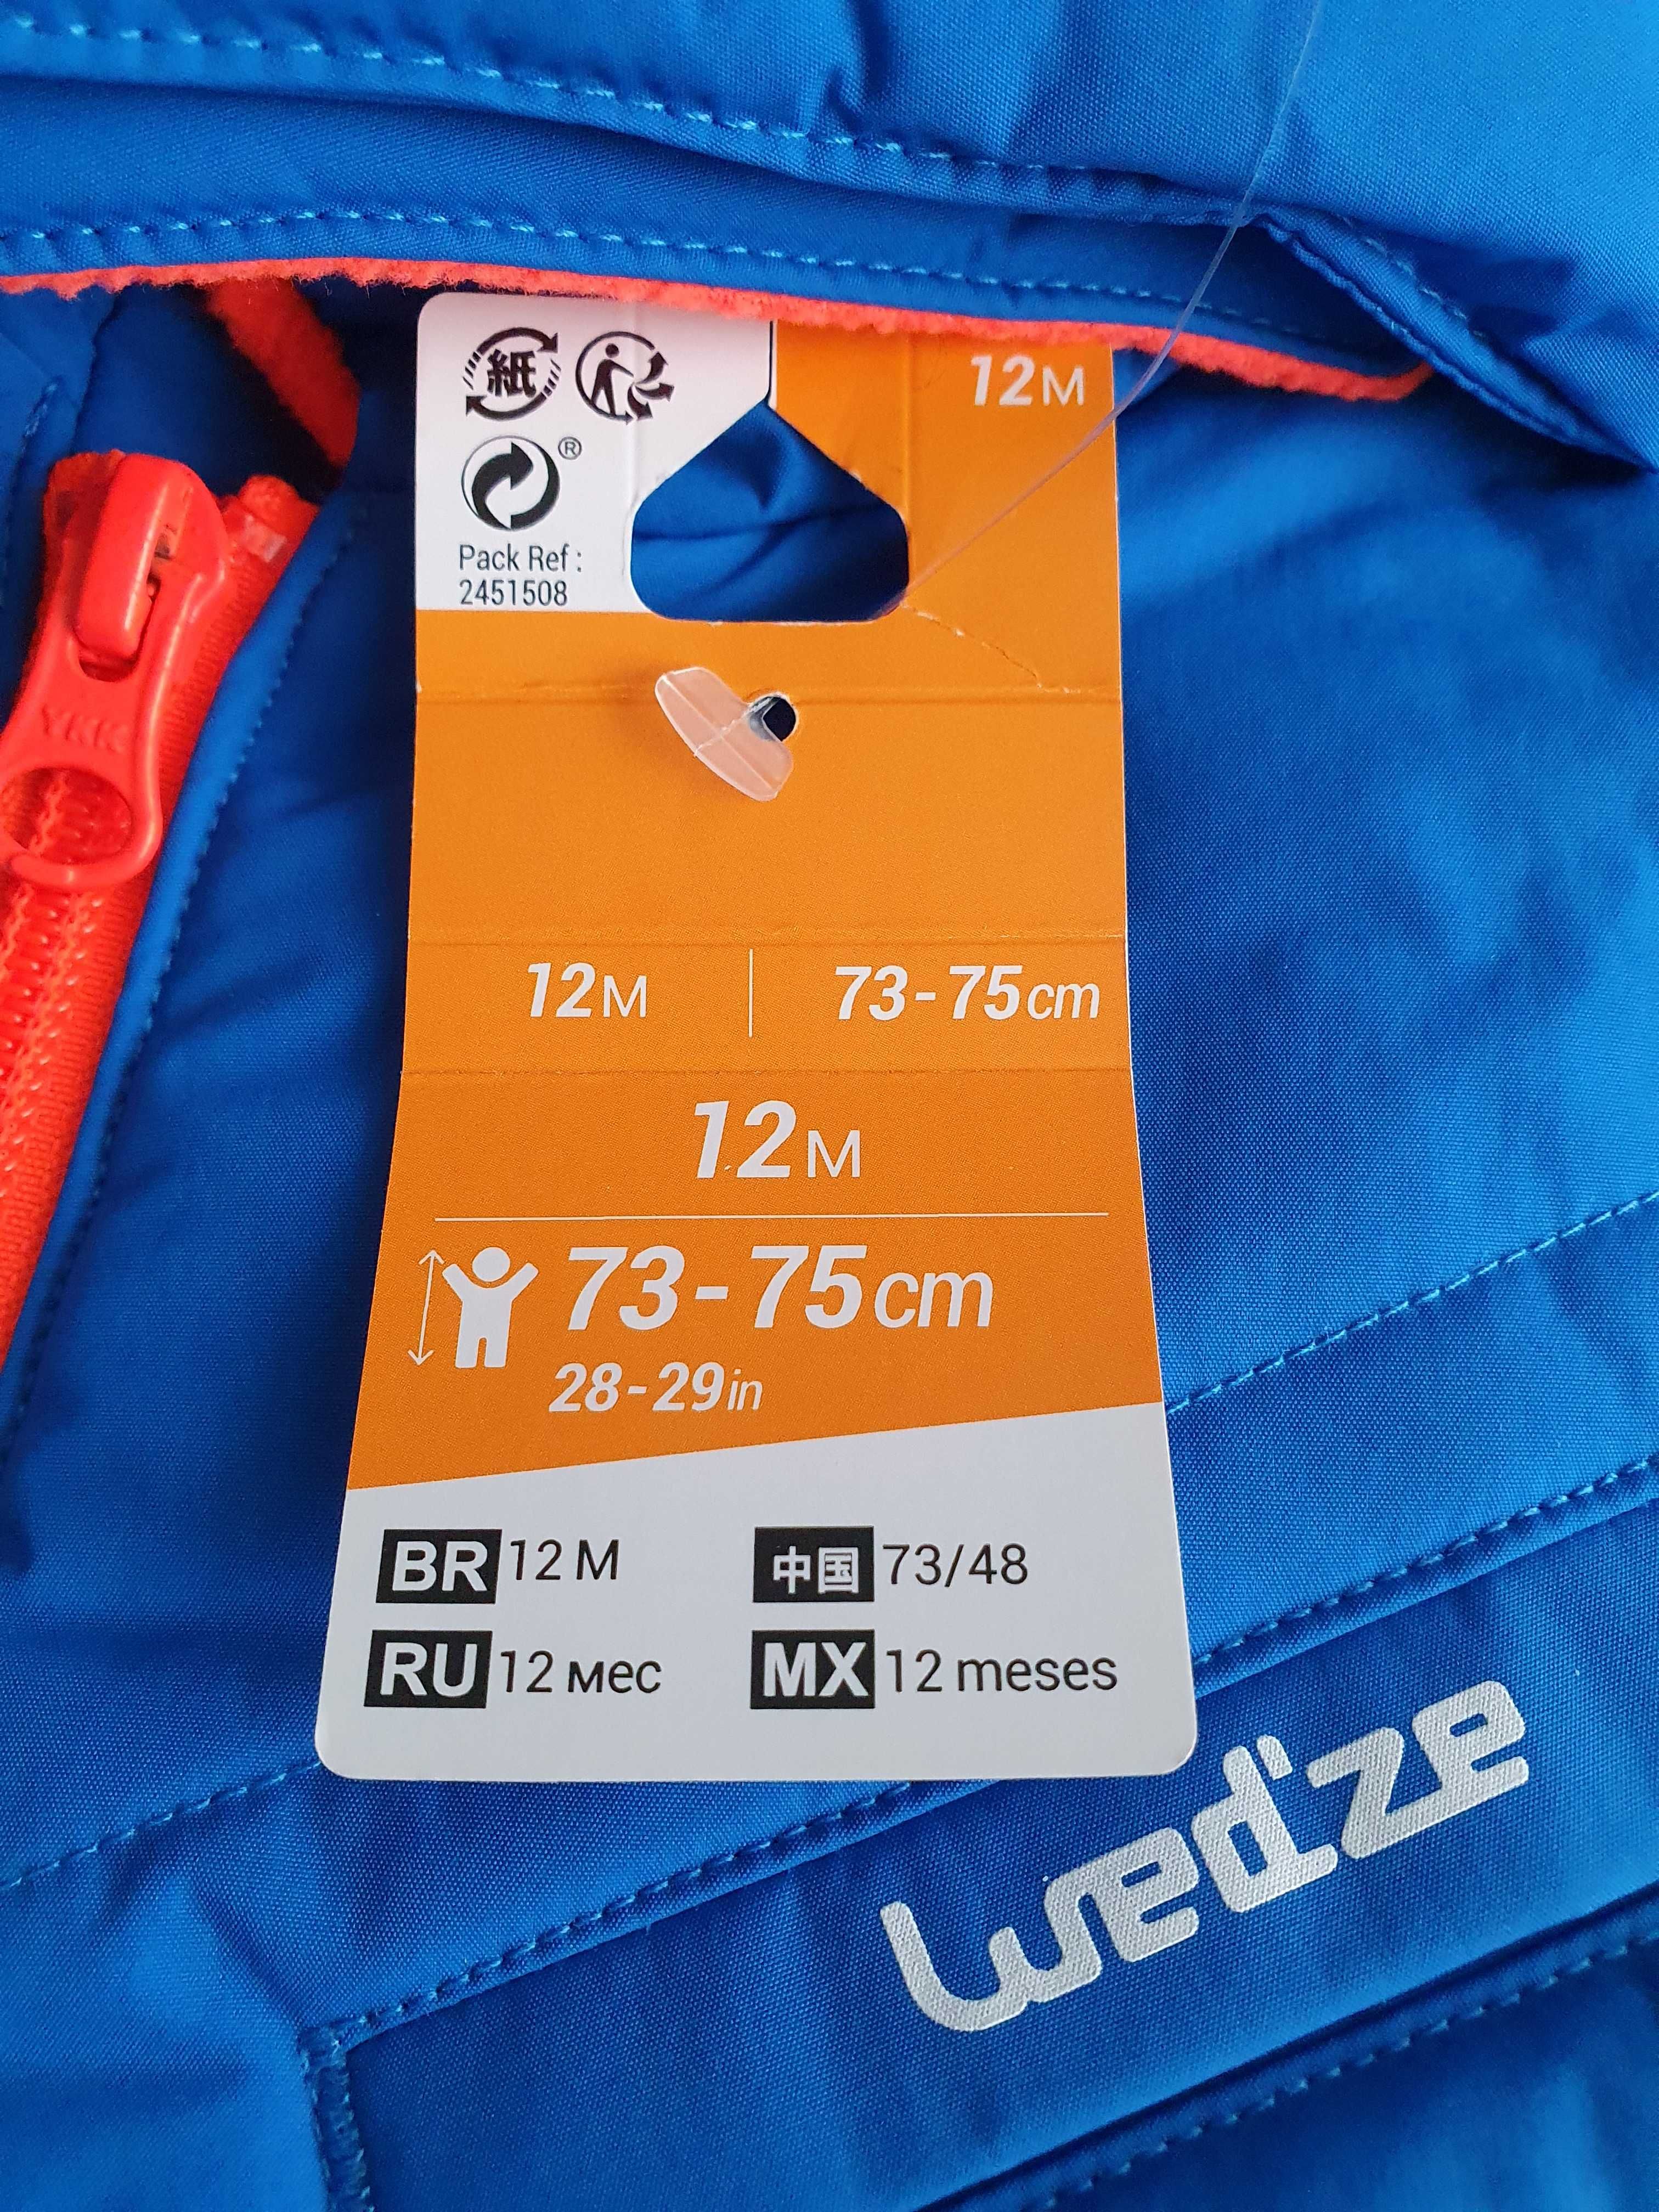 紙
12M
®
Pack Ref :
2451508
YKK
12M | 73-75cm
12M
73-75cm
28-29in
BR 12 M 中国 73/48
RU 12 мес MX 12 meses
wed'ze